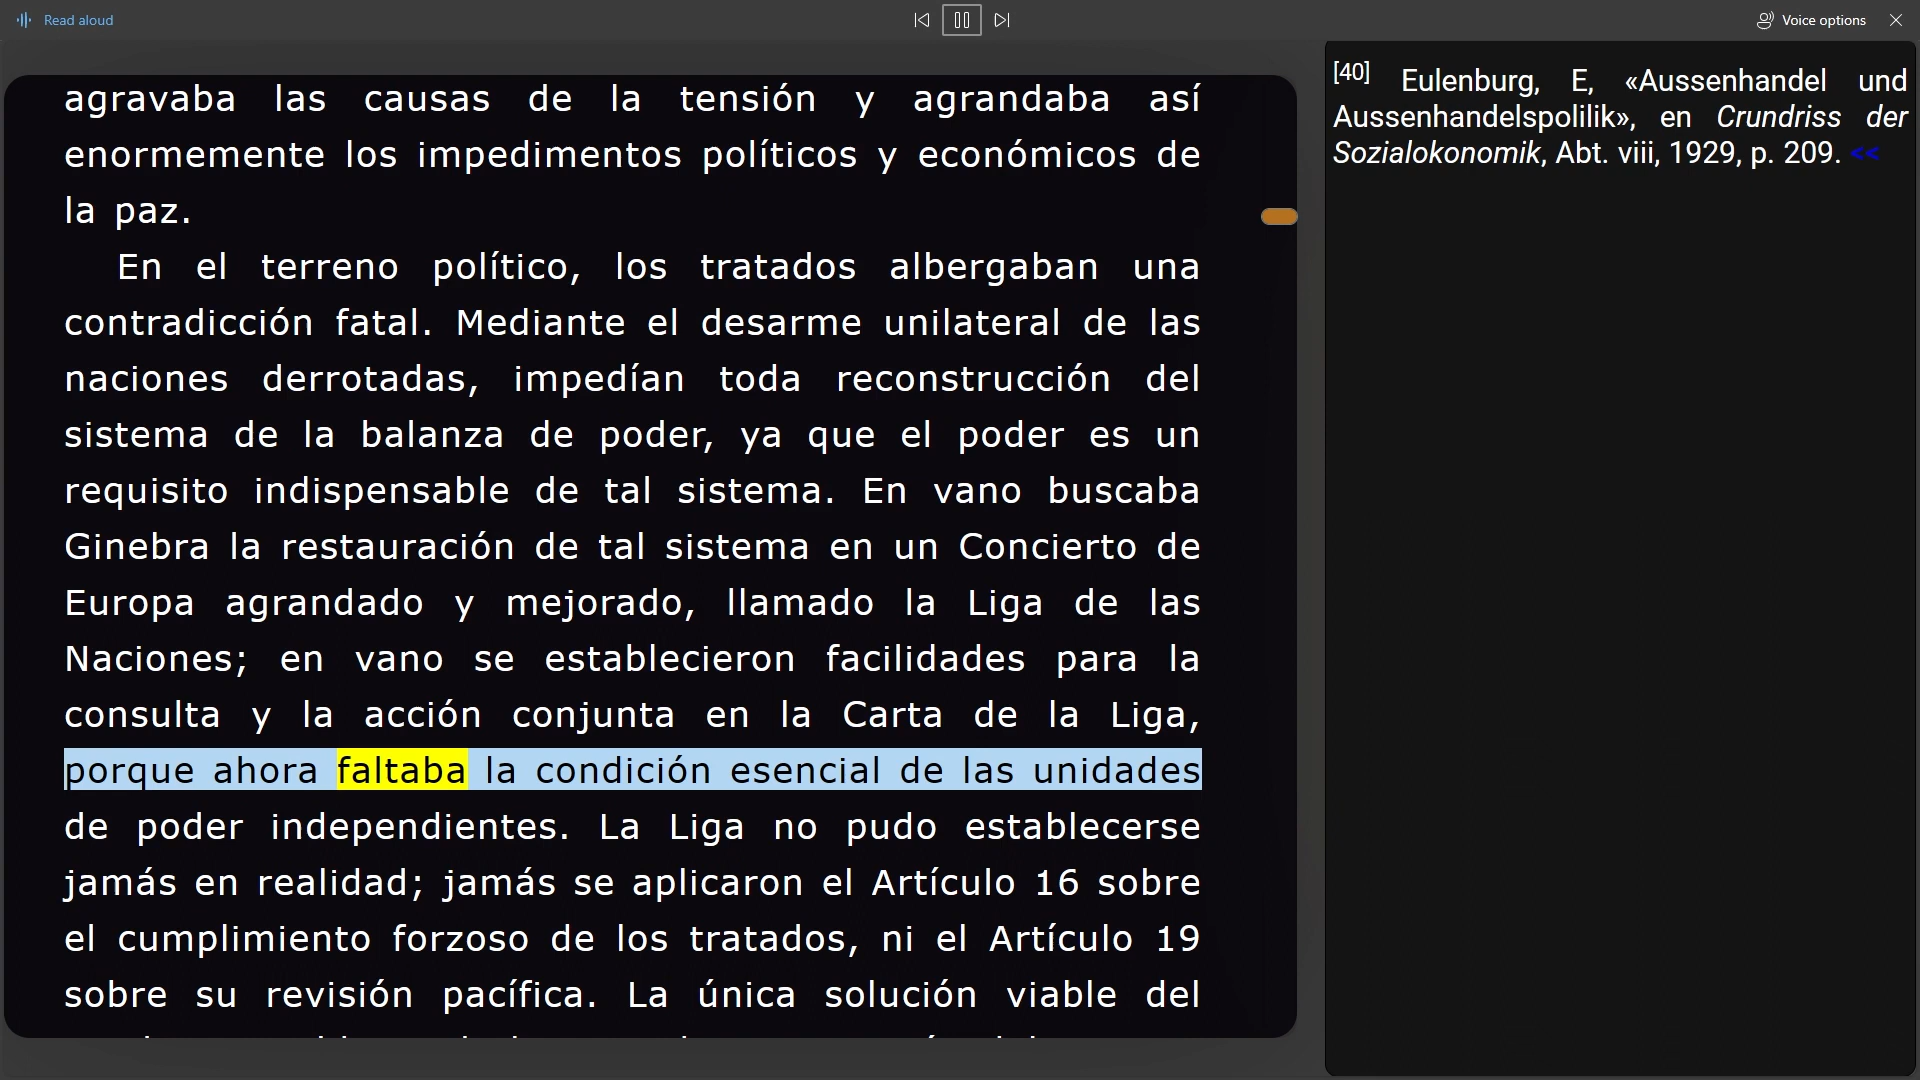 Read aloud
Voice options
agravaba las causas de la tensión y agrandaba así
enormemente los impedimentos políticos y económicos de
la paz.
En el terreno político, los tratados albergaban una
contradicción fatal. Mediante el desarme unilateral de las
naciones derrotadas, impedían toda reconstrucción del
sistema de la balanza de poder, ya que el poder es un
requisito indispensable de tal sistema. En vano buscaba
Ginebra la restauración de tal sistema en un Concierto de
Europa agrandado y mejorado, llamado la Liga de las
Naciones; en vano se establecieron facilidades para la
consulta y la acción conjunta en la Carta de la Liga,
porque ahora faltaba la condición esencial de las unidades
de poder independientes. La Liga no pudo establecerse
jamás en realidad; jamás se aplicaron el Artículo 16 sobre
el cumplimiento forzoso de los tratados, ni el Artículo 19
sobre su revisión pacífica. La única solución viable del
[40] Eulenburg, E, «Aussenhandel und
Aussenhandelspolilik», en Crundriss der
Sozialokonomik, Abt. viii, 1929, p. 209. <<